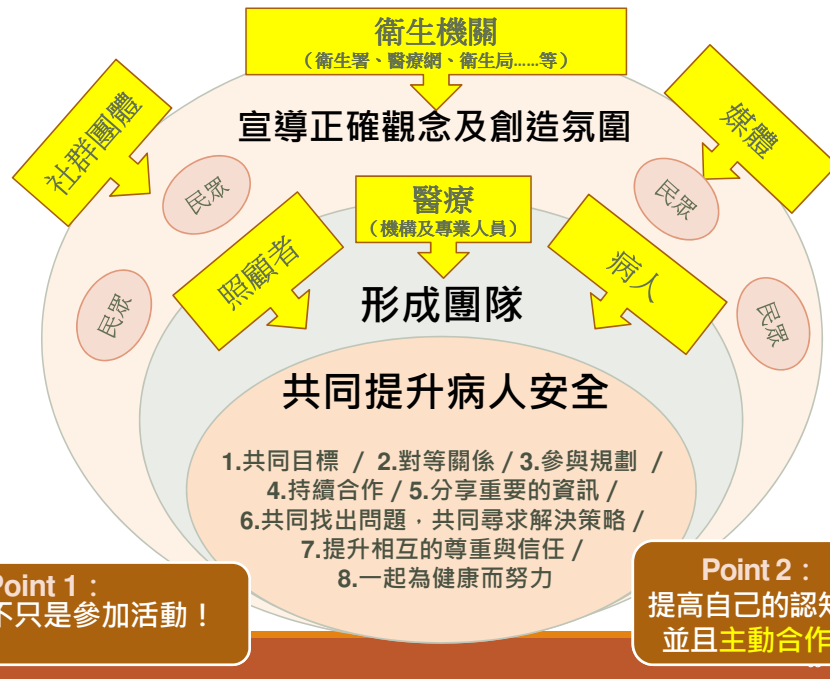 衛生機關
（衛生署、醫療網、衛生局......等）
社群團體
媒體
宣導正確觀念及創造氛圍
民眾
民眾
醫療
（機構及專業人員）
照顧者
病人
民眾
民眾
形成團隊
共同提升病人安全
1.共同目標 / 2.對等關係 / 3.參與規劃 /
4.持續合作 / 5.分享重要的資訊 /
6.共同找出問題，共同尋求解決策略 /
7.提升相互的尊重與信任 /
8.一起為健康而努力
Point 1：
不只是參加活動！
Point 2：
提高自己的認知
並且主動合作